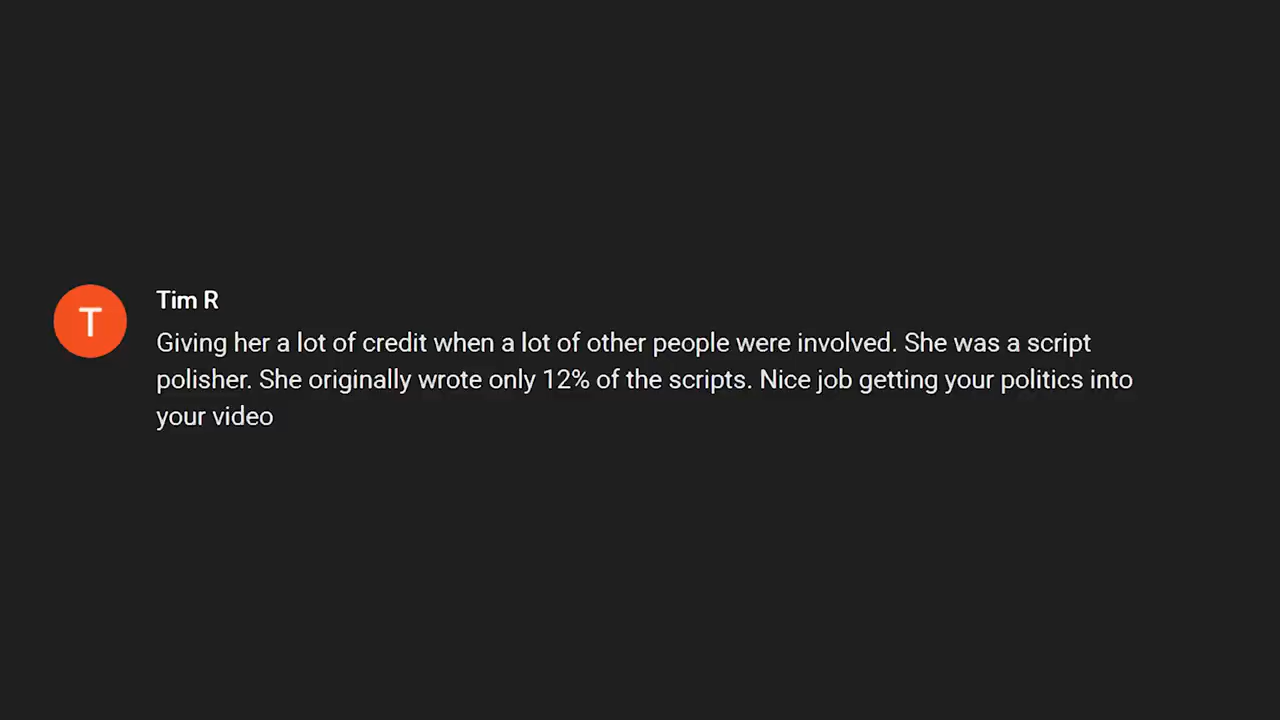 T
Tim R
Giving her a lot of credit when a lot of other people were involved. She was a script
polisher. She originally wrote only 12% of the scripts. Nice job getting your politics into
your video